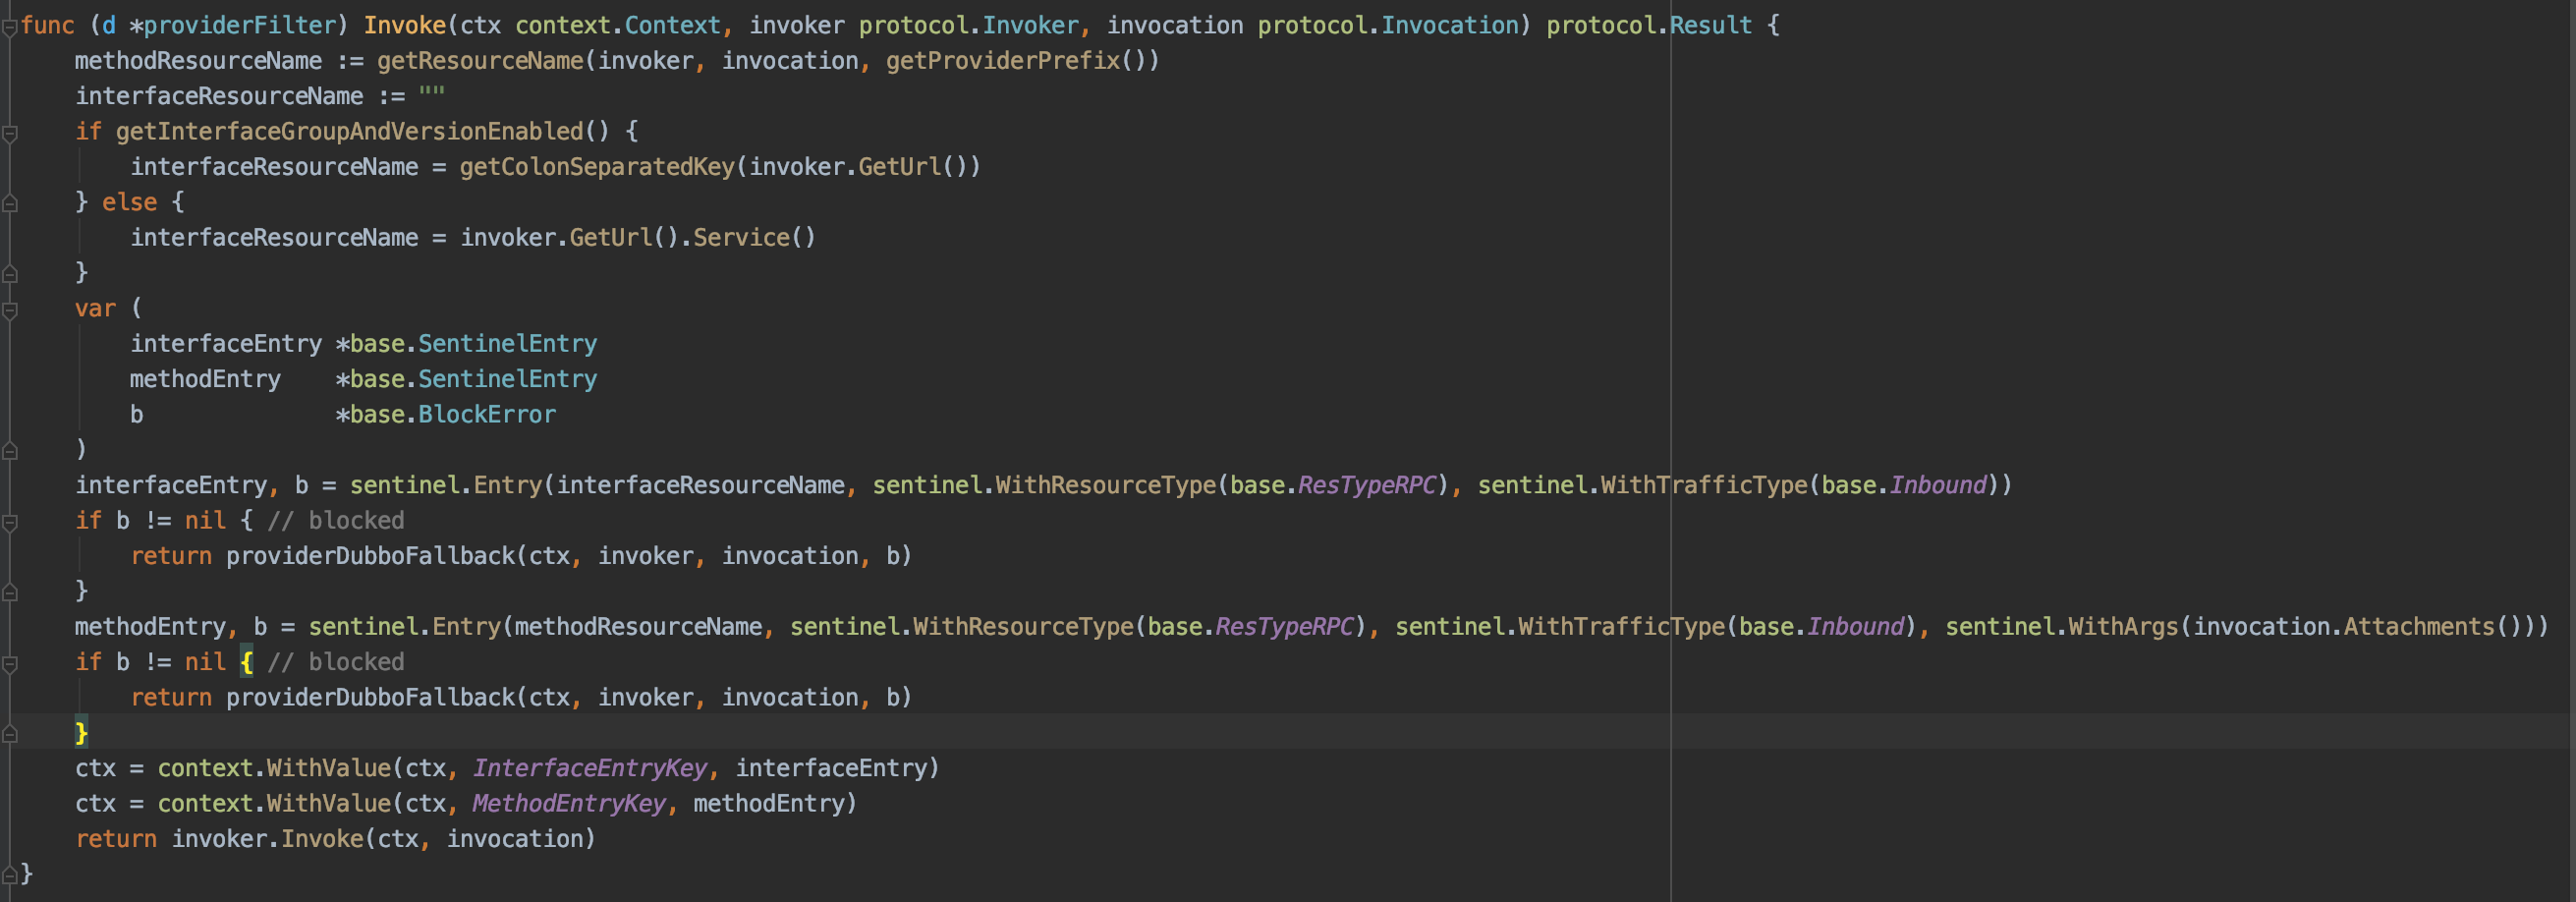 func (d *providerFilter) Invoke(ctx context.Context, invoker protocol.Invoker, invocation protocol.Invocation) protocol.Result {
    methodResourceName := getResourceName(invoker, invocation, getProviderPrefix())
    interfaceResourceName := ""
    if getInterfaceGroupAndVersionEnabled() {
        interfaceResourceName = getColonSeparatedKey(invoker.GetUrl())
    } else {
        interfaceResourceName = invoker.GetUrl().Service()
    }
    var (
        interfaceEntry *base.SentinelEntry
        methodEntry    *base.SentinelEntry
        b              *base.BlockError
    )
    interfaceEntry, b = sentinel.Entry(interfaceResourceName, sentinel.WithResourceType(base.ResTypeRPC), sentinel.WithTrafficType(base.Inbound))
    if b != nil { // blocked
        return providerDubboFallback(ctx, invoker, invocation, b)
    }
    methodEntry, b = sentinel.Entry(methodResourceName, sentinel.WithResourceType(base.ResTypeRPC), sentinel.WithTrafficType(base.Inbound), sentinel.WithArgs(invocation.Attachments()))
    if b != nil { // blocked
        return providerDubboFallback(ctx, invoker, invocation, b)
    }
    ctx = context.WithValue(ctx, InterfaceEntryKey, interfaceEntry)
    ctx = context.WithValue(ctx, MethodEntryKey, methodEntry)
    return invoker.Invoke(ctx, invocation)
}